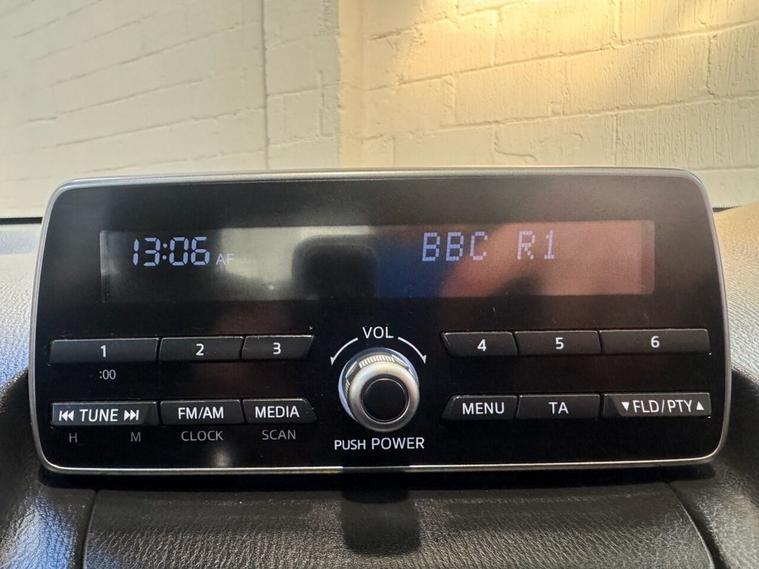 13:06 AF BBC R1
VOL
1 2 3 4 5 6
:00
⏮ TUNE ⏭ FM/AM MEDIA MENU TA ▼FLD/PTY▲
H M CLOCK SCAN
PUSH POWER